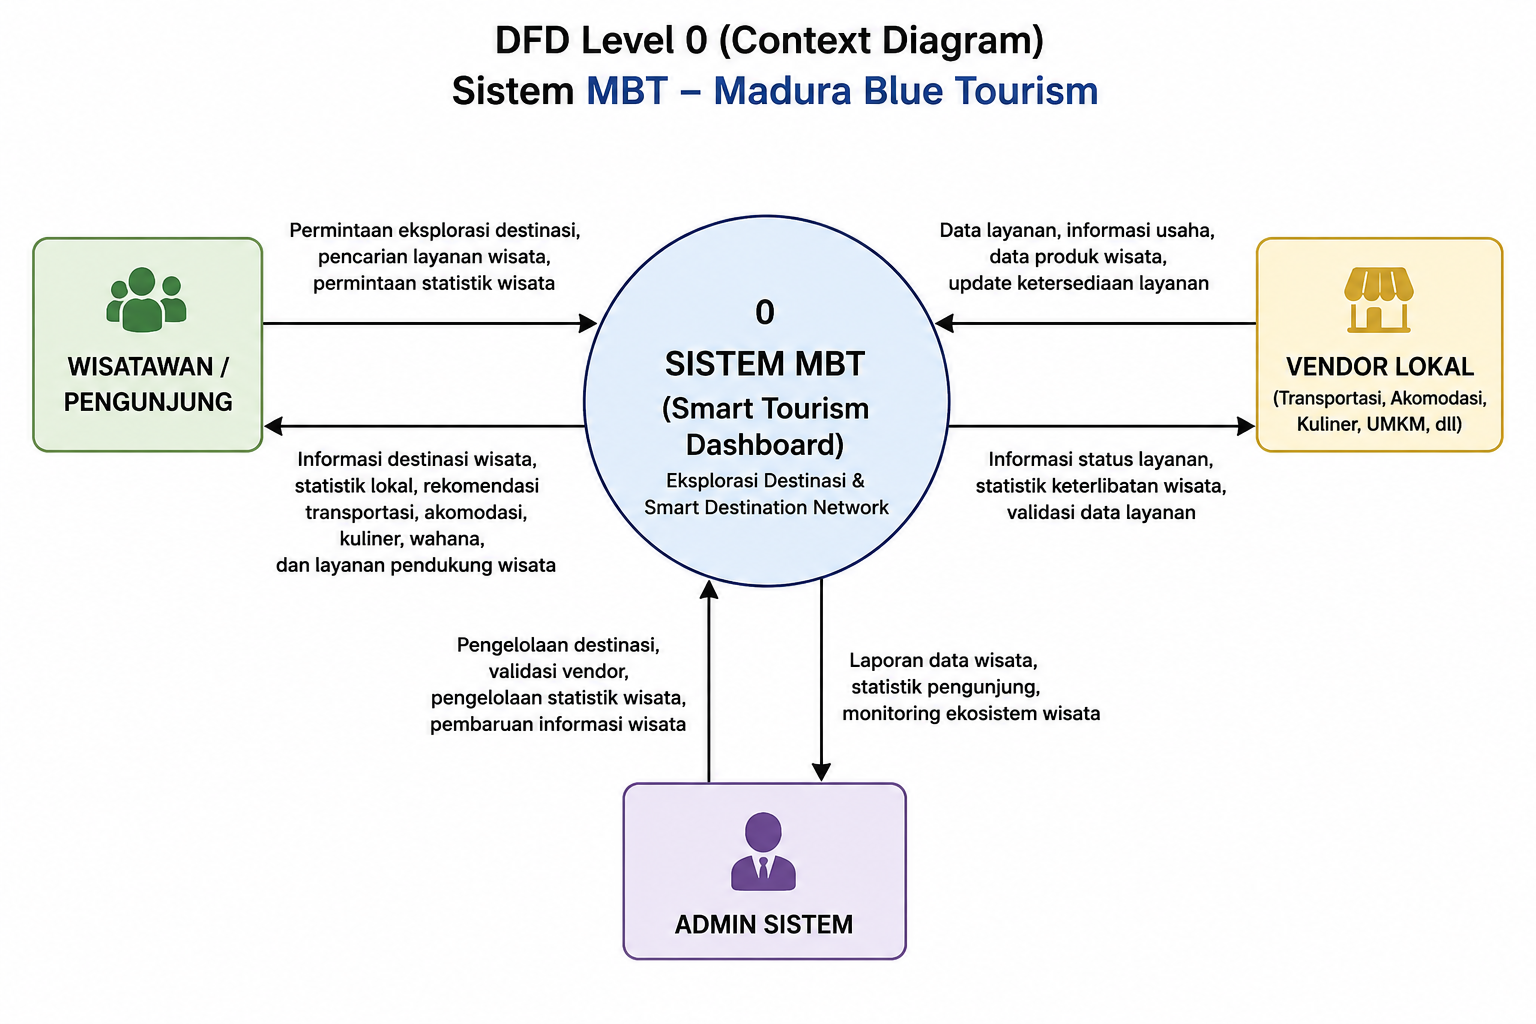 DFD Level 0 (Context Diagram)
Sistem MBT – Madura Blue Tourism
Permintaan eksplorasi destinasi,
pencarian layanan wisata,
permintaan statistik wisata
Data layanan, informasi usaha,
data produk wisata,
update ketersediaan layanan
WISATAWAN /
PENGUNJUNG
0
SISTEM MBT
(Smart Tourism
Dashboard)
Eksplorasi Destinasi &
Smart Destination Network
VENDOR LOKAL
(Transportasi, Akomodasi,
Kuliner, UMKM, dll)
Informasi destinasi wisata,
statistik lokal, rekomendasi
transportasi, akomodasi,
kuliner, wahana,
dan layanan pendukung wisata
Informasi status layanan,
statistik keterlibatan wisata,
validasi data layanan
Pengelolaan destinasi,
validasi vendor,
pengelolaan statistik wisata,
pembaruan informasi wisata
Laporan data wisata,
statistik pengunjung,
monitoring ekosistem wisata
ADMIN SISTEM